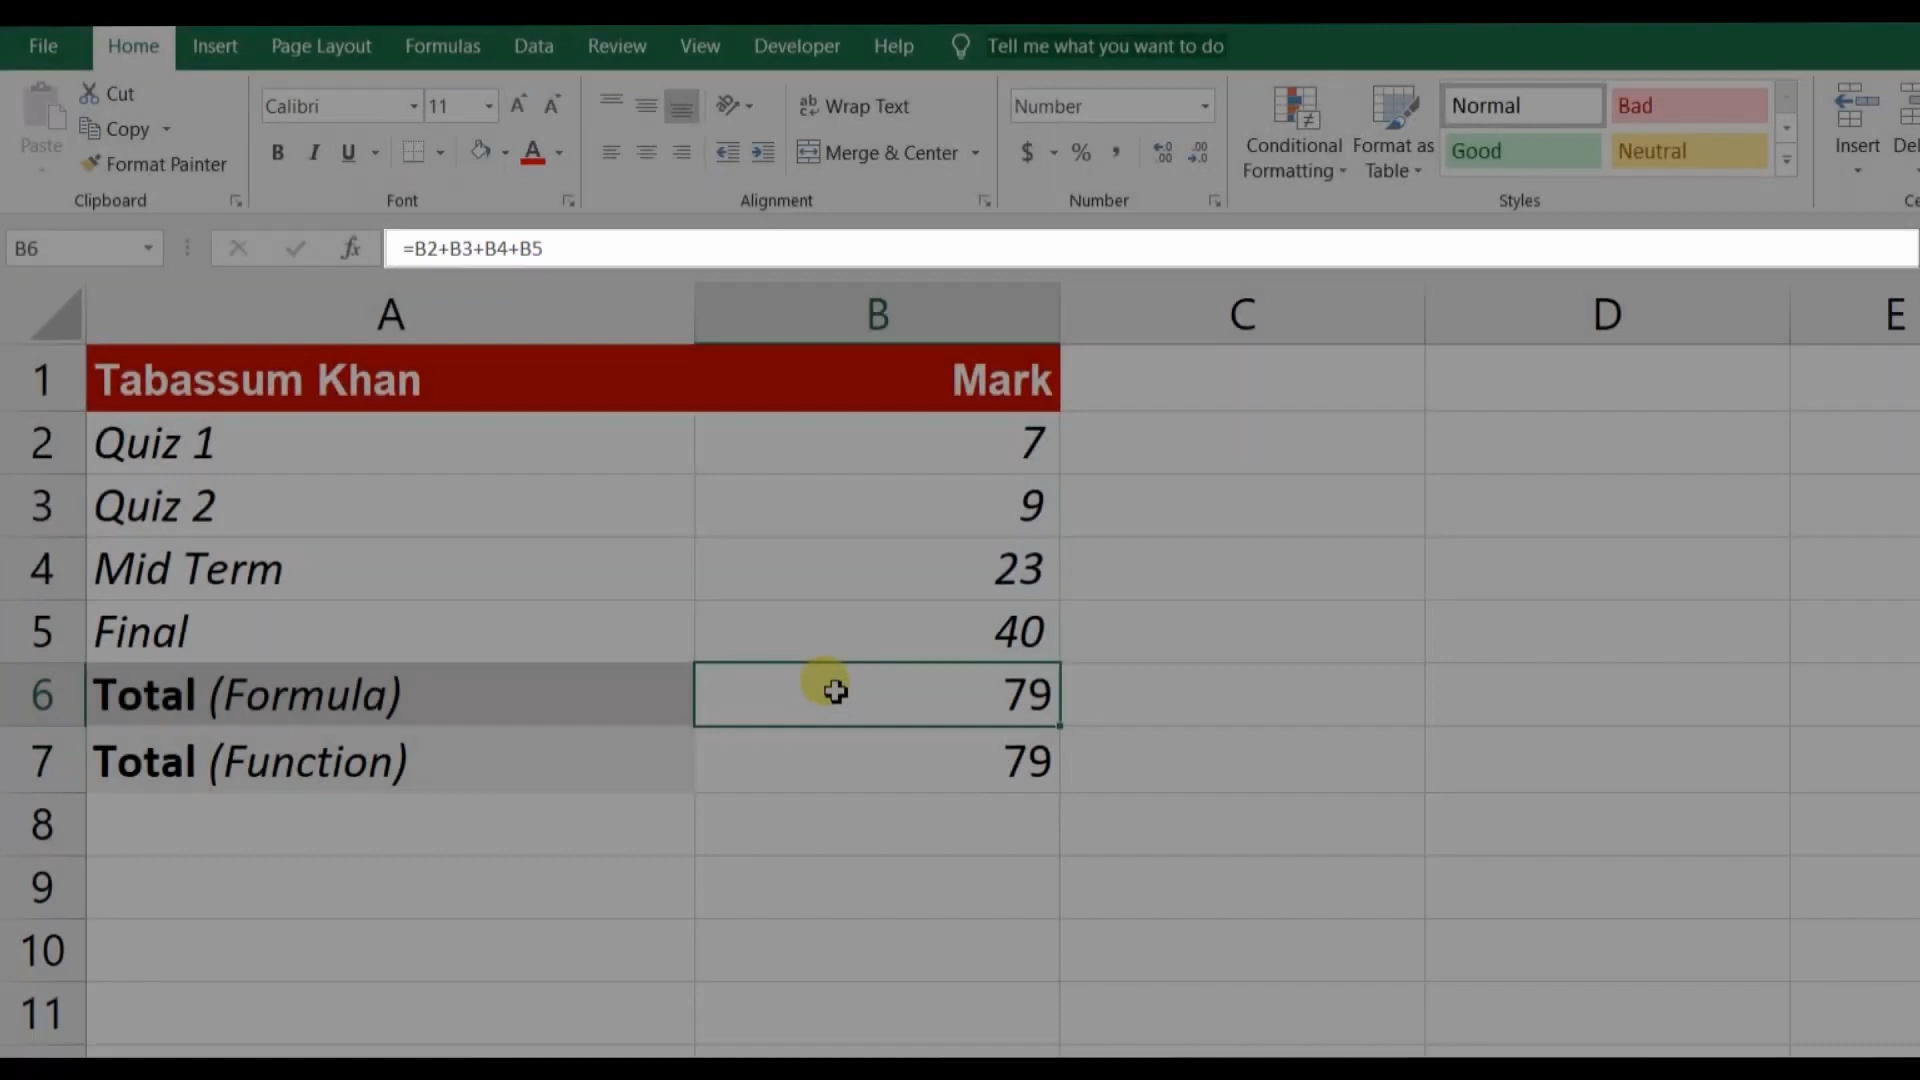 File Home Insert Page Layout Formulas Data Review View Developer Help Tell me what you want to do
Paste
Cut
Copy
Format Painter
Clipboard
Calibri 11 A A
B I U A
Font
ab Wrap Text
Merge & Center
Alignment
Number
$ % , .00 .00
Number
Conditional Formatting
Format as Table
Normal Bad
Good Neutral
Styles
Insert
B6 fx =B2+B3+B4+B5
A B C D E
1 Tabassum Khan Mark
2 Quiz 1 7
3 Quiz 2 9
4 Mid Term 23
5 Final 40
6 Total (Formula) 79
7 Total (Function) 79
8
9
10
11